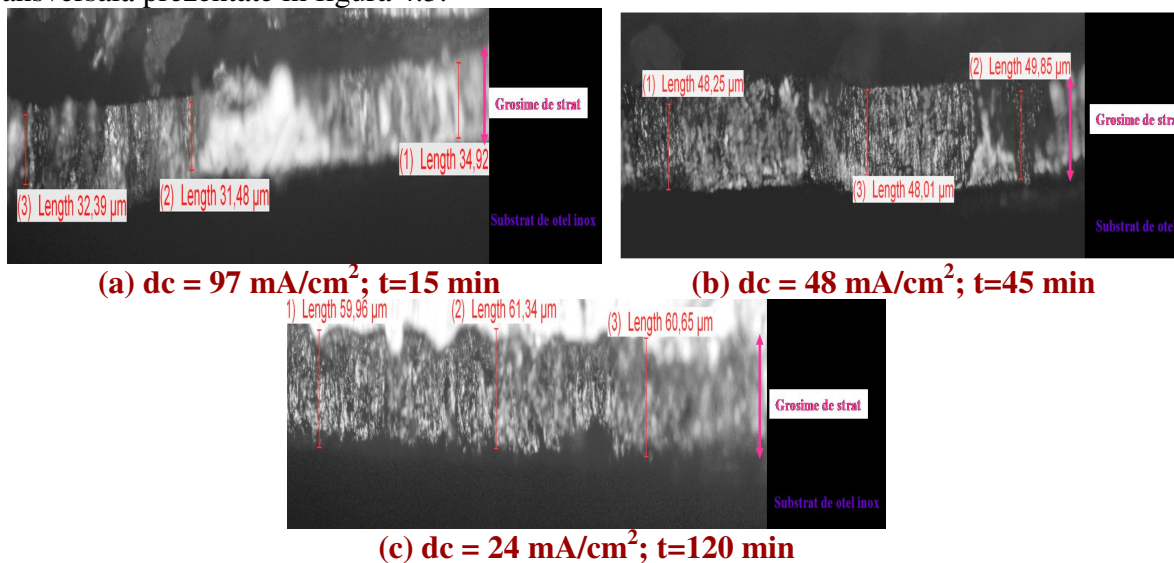 prezentate în figura 4.3.
(1) Length 34,92
Grosime de strat
(2) Length 31,48 µm
(3) Length 32,39 µm
Substrat de otel inox
(a) dc = 97 mA/cm²; t=15 min
(2) Length 49,85 µm
(1) Length 48,25 µm
Grosime de stra
(3) Length 48,01 µm
Substrat de ote
(b) dc = 48 mA/cm²; t=45 min
1) Length 59,96 µm
(2) Length 61,34 µm
(3) Length 60,65 µm
Grosime de strat
Substrat de otel inox
(c) dc = 24 mA/cm²; t=120 min